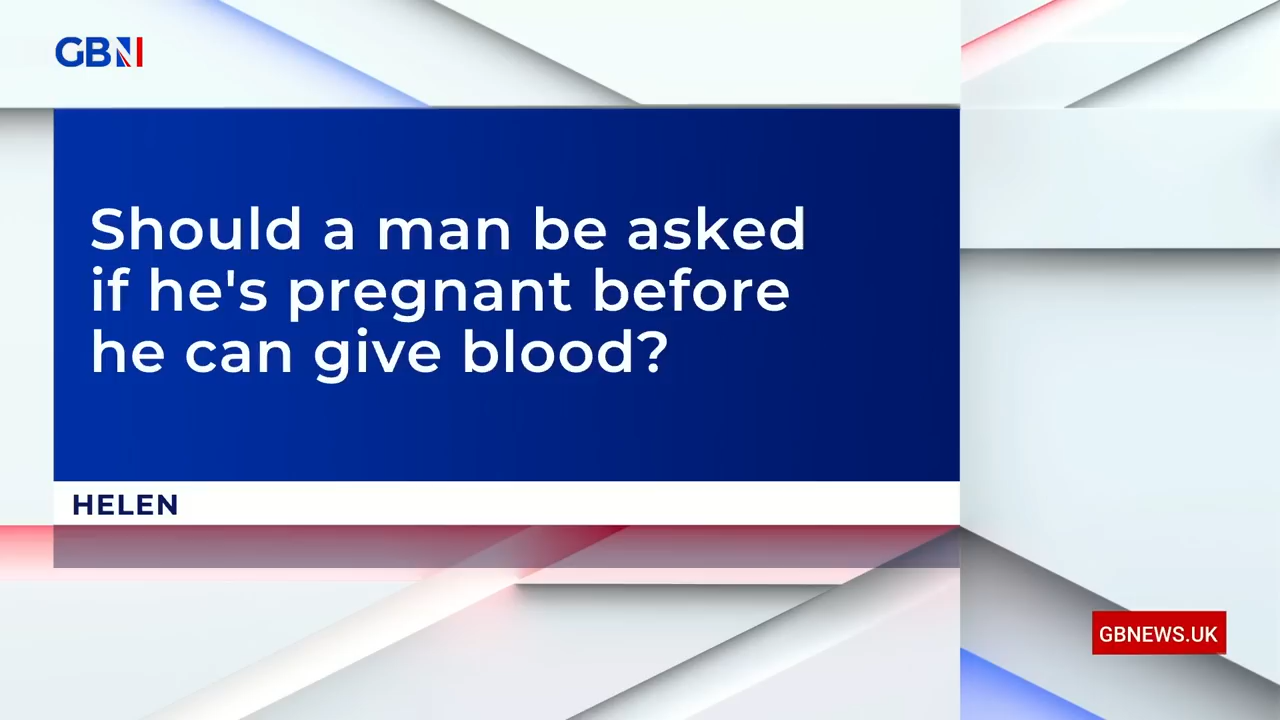 GBN
Should a man be asked
if he's pregnant before
he can give blood?
HELEN
GBNEWS.UK